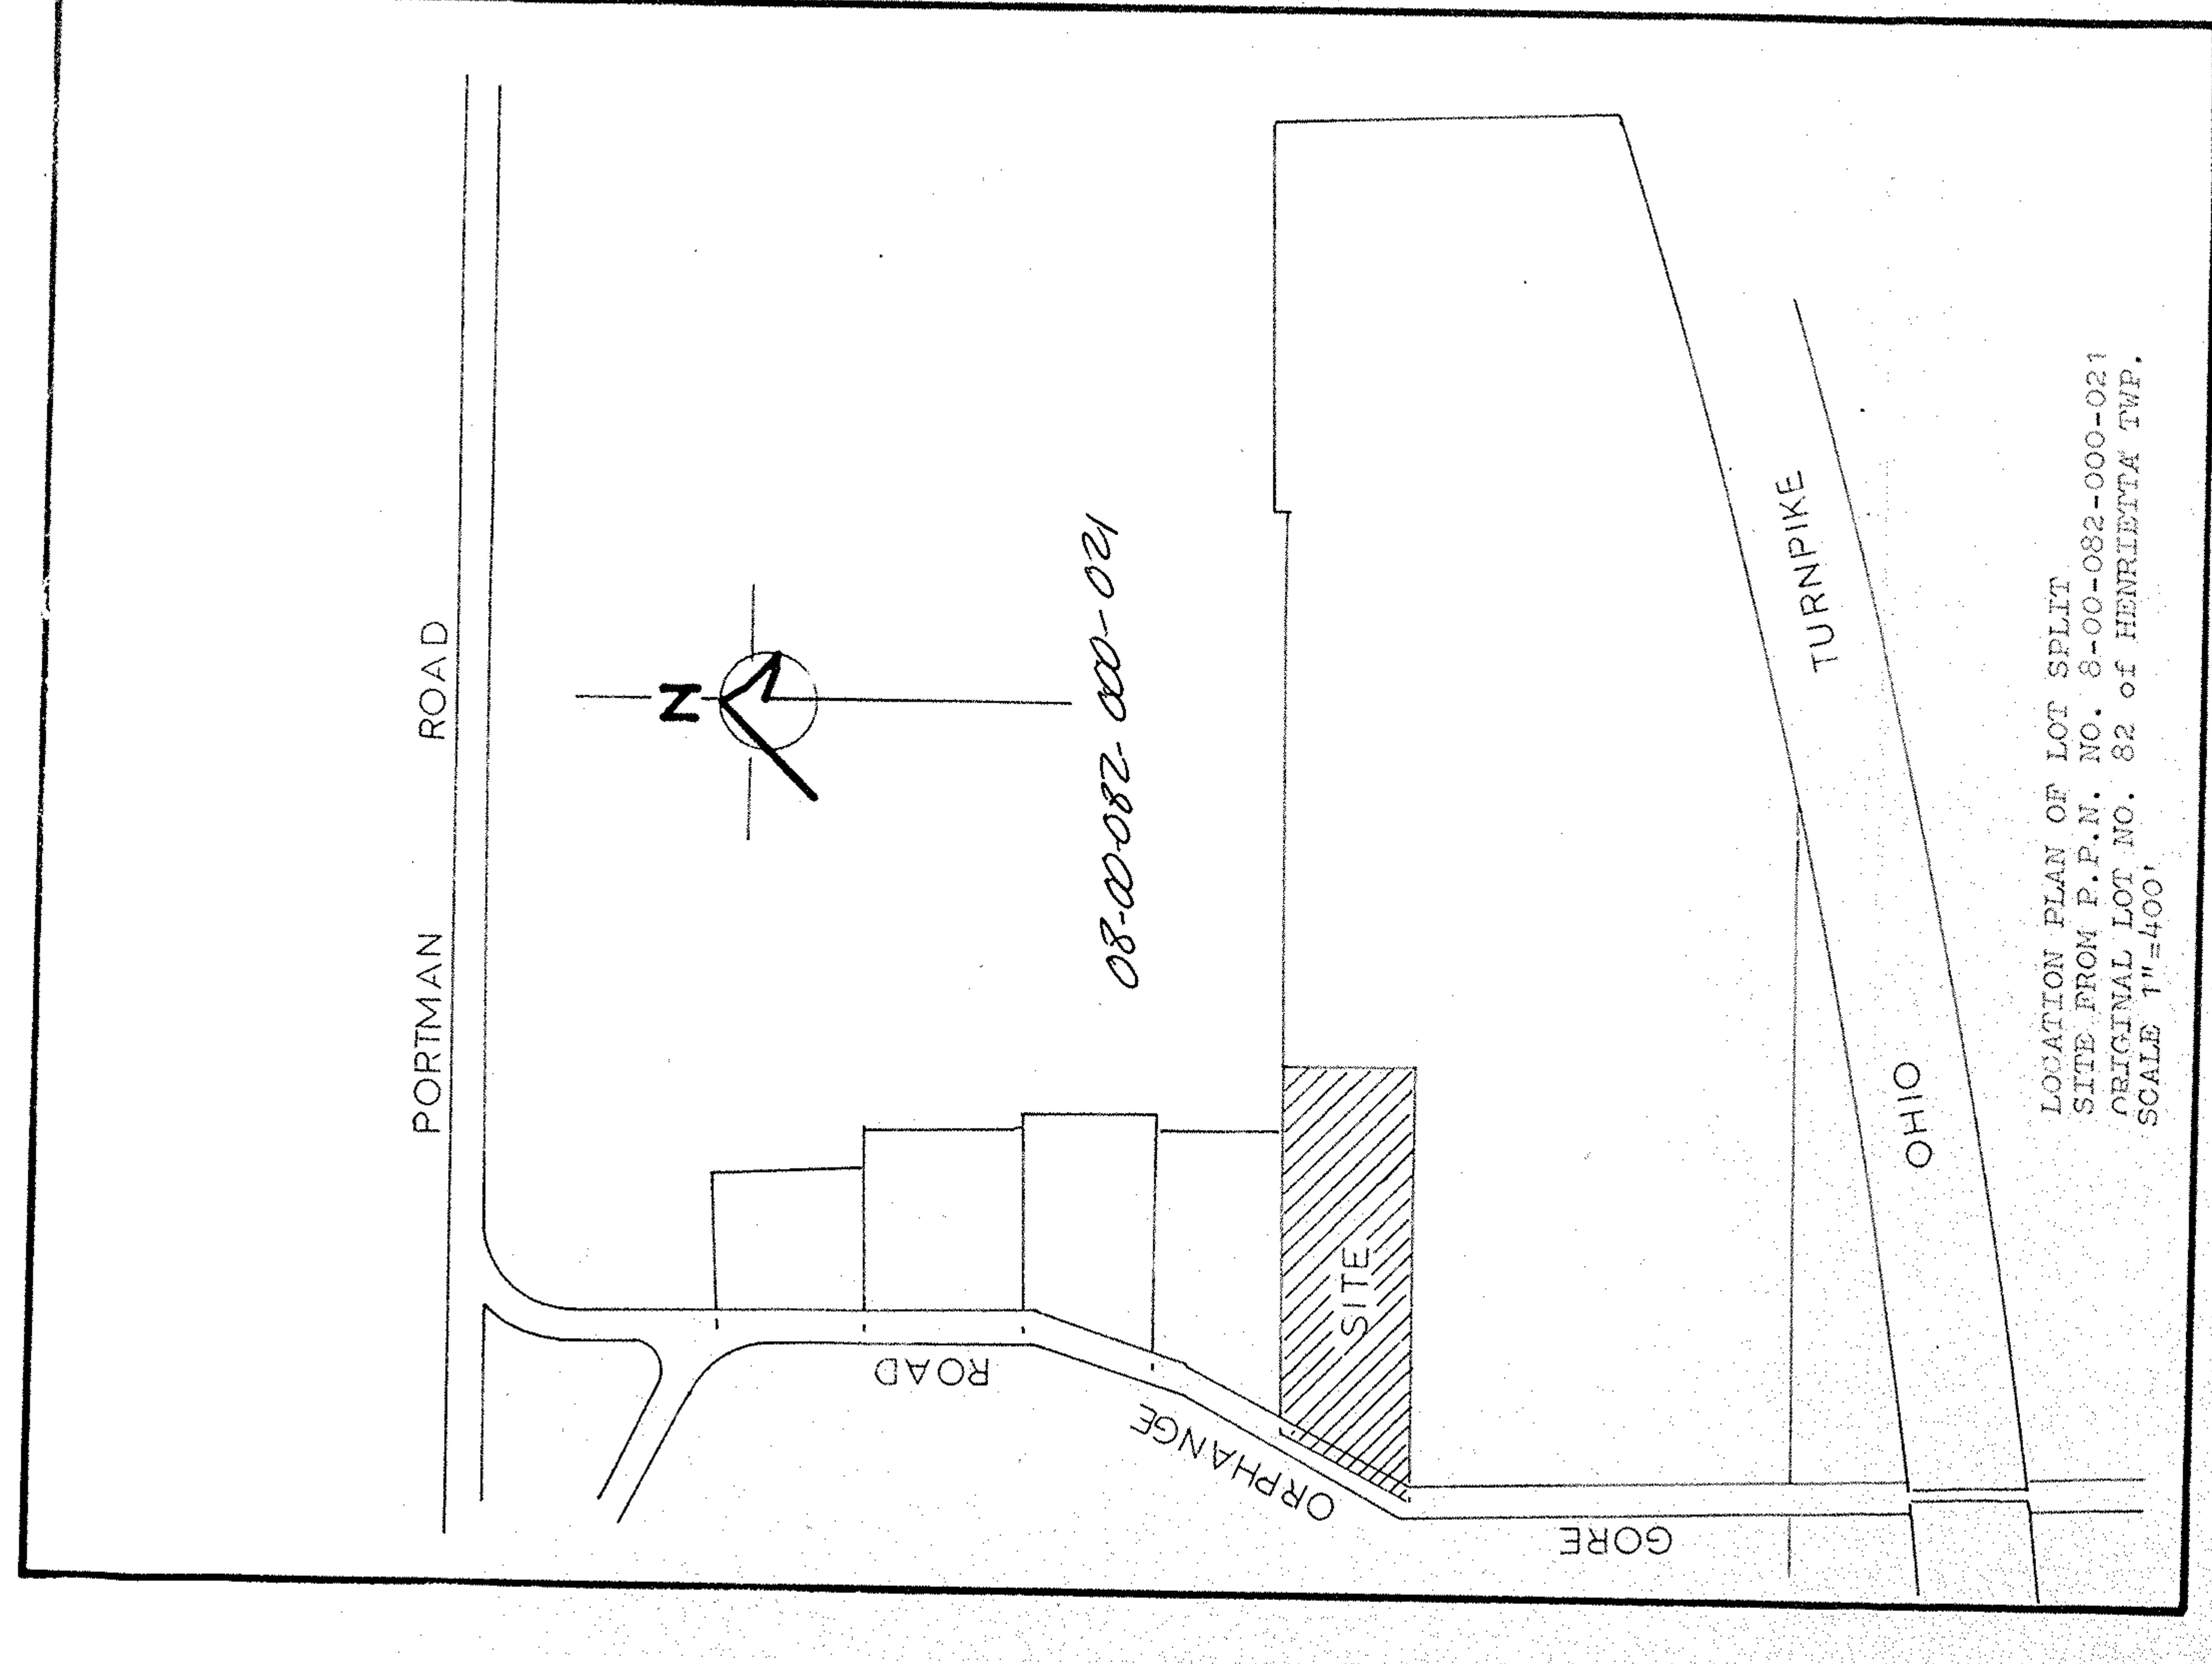 PORTMAN ROAD
N
08-00-082-000-021
ROAD
ORPHANGE
GORE
SITE
TURNPIKE
OHIO
LOCATION PLAN OF LOT SPLIT
SITE FROM P.P.N. NO. 8-00-082-000-021
ORIGINAL LOT NO. 82 of HENRIETTA TWP.
SCALE 1"=400'